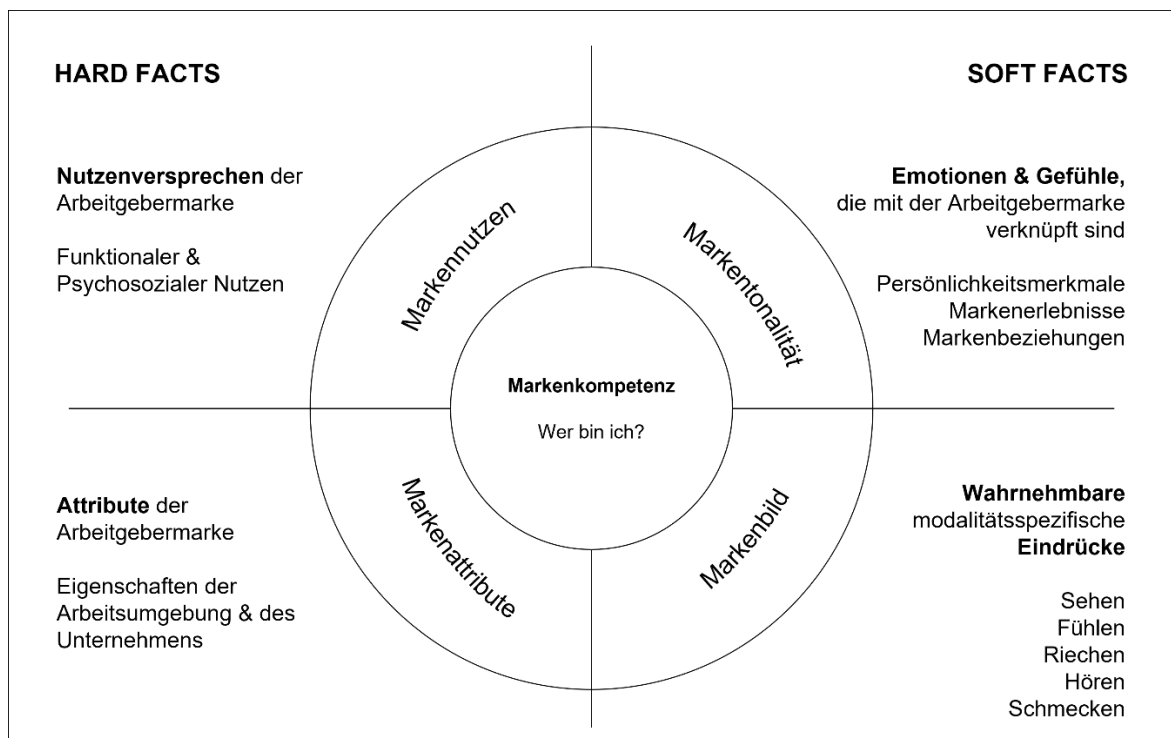 HARD FACTS
SOFT FACTS
Nutzenversprechen der
Arbeitgebermarke
Funktionaler &
Psychosozialer Nutzen
Emotionen & Gefühle,
die mit der Arbeitgebermarke
verknüpft sind
Persönlichkeitsmerkmale
Markenerlebnisse
Markenbeziehungen
Markennutzen
Markentonalität
Markenkompetenz
Wer bin ich?
Markenattribute
Markenbild
Attribute der
Arbeitgebermarke
Eigenschaften der
Arbeitsumgebung & des
Unternehmens
Wahrnehmbare
modalitätsspezifische
Eindrücke
Sehen
Fühlen
Riechen
Hören
Schmecken